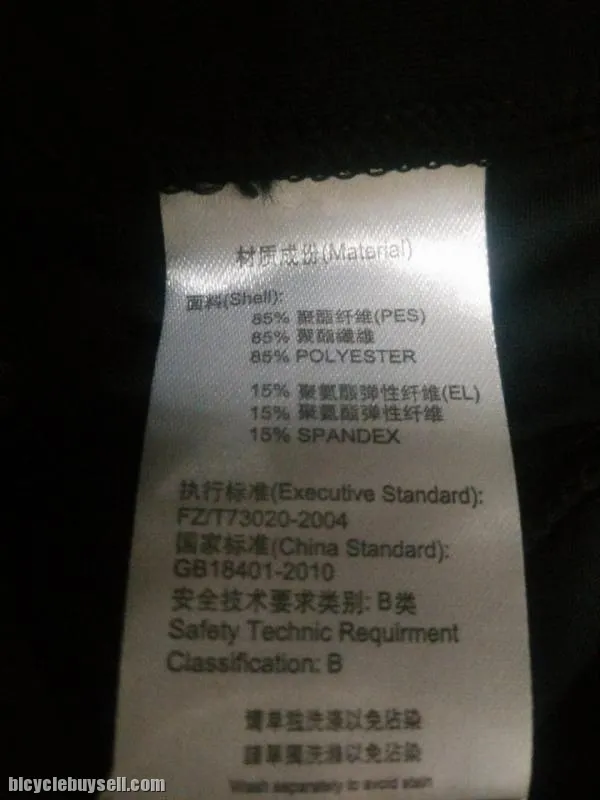 材质成份(Material)
面料(Shell):
85% 聚酯纤维(PES)
85% 聚酯纖維
85% POLYESTER
15% 聚氨酯弹性纤维(EL)
15% 聚氨酯弹性纤维
15% SPANDEX
执行标准(Executive Standard):
FZ/T73020-2004
国家标准(China Standard):
GB18401-2010
安全技术要求类别: B类
Safety Technic Requirment
Classification: B
请单独洗涤以免沾染
請單獨洗滌以免沾染
Wash separately to avoid stain
bicyclebuysell.com